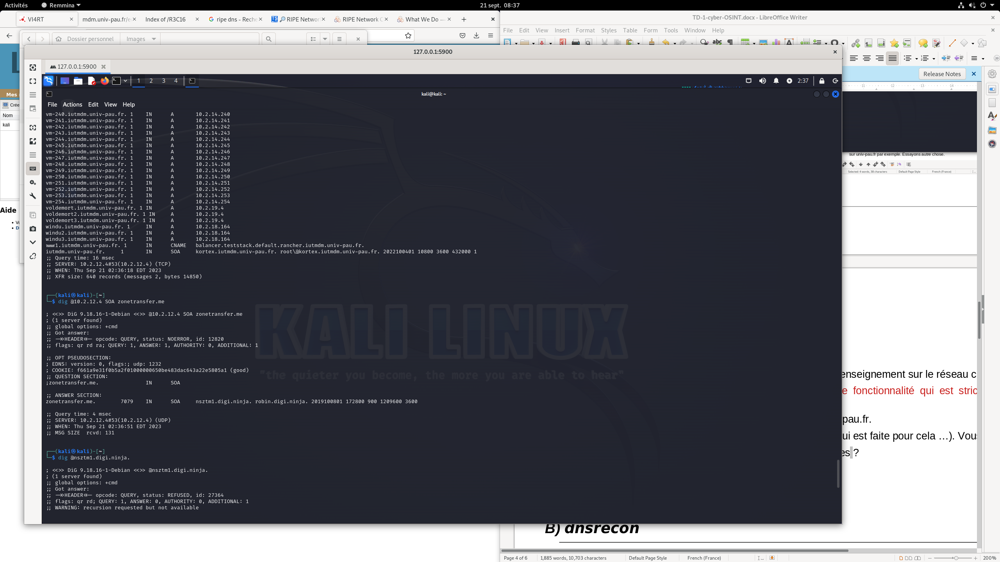 Activités
Remmina
21 sept. 08:37
VI4RT
mdm.univ-pau.fr/e
Index of /R3C16
ripe dns - Reche
RIPE Networ
RIPE Network C
What We Do —
TD-1-cyber-OSINT.docx - LibreOffice Writer
File Edit View Insert Format Styles Table Form Tools Window Help
Dossier personnel
Images
127.0.0.1:5900
127.0.0.1:5900
Release Notes
1 2 3 4
2:37
kali@kali: ~
File Actions Edit View Help
Mes
Crée
Nom
kali
Aide
Vo
D
vm-240.iutmdm.univ-pau.fr. 1 IN A 10.2.14.240
vm-241.iutmdm.univ-pau.fr. 1 IN A 10.2.14.241
vm-242.iutmdm.univ-pau.fr. 1 IN A 10.2.14.242
vm-243.iutmdm.univ-pau.fr. 1 IN A 10.2.14.243
vm-244.iutmdm.univ-pau.fr. 1 IN A 10.2.14.244
vm-245.iutmdm.univ-pau.fr. 1 IN A 10.2.14.245
vm-246.iutmdm.univ-pau.fr. 1 IN A 10.2.14.246
vm-247.iutmdm.univ-pau.fr. 1 IN A 10.2.14.247
vm-248.iutmdm.univ-pau.fr. 1 IN A 10.2.14.248
vm-249.iutmdm.univ-pau.fr. 1 IN A 10.2.14.249
vm-250.iutmdm.univ-pau.fr. 1 IN A 10.2.14.250
vm-251.iutmdm.univ-pau.fr. 1 IN A 10.2.14.251
vm-252.iutmdm.univ-pau.fr. 1 IN A 10.2.14.252
vm-253.iutmdm.univ-pau.fr. 1 IN A 10.2.14.253
vm-254.iutmdm.univ-pau.fr. 1 IN A 10.2.14.254
voldemort.iutmdm.univ-pau.fr. 1 IN A 10.2.19.4
voldemort2.iutmdm.univ-pau.fr. 1 IN A 10.2.19.4
voldemort3.iutmdm.univ-pau.fr. 1 IN A 10.2.19.4
windu.iutmdm.univ-pau.fr. 1 IN A 10.2.18.164
windu2.iutmdm.univ-pau.fr. 1 IN A 10.2.18.164
windu3.iutmdm.univ-pau.fr. 1 IN A 10.2.18.164
www1.iutmdm.univ-pau.fr. 1 IN CNAME balancer.teststack.default.rancher.iutmdm.univ-pau.fr.
iutmdm.univ-pau.fr. 1 IN SOA kortex.iutmdm.univ-pau.fr. root\@kortex.iutmdm.univ-pau.fr. 2022100401 10800 3600 432000 1
;; Query time: 16 msec
;; SERVER: 10.2.12.4#53(10.2.12.4) (TCP)
;; WHEN: Thu Sep 21 02:36:18 EDT 2023
;; XFR size: 640 records (messages 2, bytes 14850)
┌──(kali㉿kali)-[~]
└─$ dig @10.2.12.4 SOA zonetransfer.me
; <<>> DiG 9.18.16-1-Debian <<>> @10.2.12.4 SOA zonetransfer.me
; (1 server found)
;; global options: +cmd
;; Got answer:
;; ->>HEADER<<- opcode: QUERY, status: NOERROR, id: 12820
;; flags: qr rd ra; QUERY: 1, ANSWER: 1, AUTHORITY: 0, ADDITIONAL: 1
;; OPT PSEUDOSECTION:
; EDNS: version: 0, flags:; udp: 1232
; COOKIE: f661a9e31f0b5a2f01000000650be483dac643a22e5805a1 (good)
;; QUESTION SECTION:
;zonetransfer.me. IN SOA
;; ANSWER SECTION:
zonetransfer.me. 7079 IN SOA nsztm1.digi.ninja. robin.digi.ninja. 2019100801 172800 900 1209600 3600
;; Query time: 4 msec
;; SERVER: 10.2.12.4#53(10.2.12.4) (UDP)
;; WHEN: Thu Sep 21 02:36:51 EDT 2023
;; MSG SIZE rcvd: 131
┌──(kali㉿kali)-[~]
└─$ dig @nsztm1.digi.ninja.
; <<>> DiG 9.18.16-1-Debian <<>> @nsztm1.digi.ninja.
; (1 server found)
;; global options: +cmd
;; Got answer:
;; ->>HEADER<<- opcode: QUERY, status: REFUSED, id: 27364
;; flags: qr rd; QUERY: 1, ANSWER: 0, AUTHORITY: 0, ADDITIONAL: 1
;; WARNING: recursion requested but not available
KALI LINUX
"the quieter you become, the more you are able to hear"
11 12 13 14
sur univ-pau.fr par exemple. Essayons autre chose.
Selected: 4 words, 38 characters Default Page Style French (France)
enseignement sur le réseau c
e fonctionnalité qui est stric
pau.fr.
ui est faite pour cela …). Vous
es ?
B) dnsrecon
Page 4 of 6 1,885 words, 10,703 characters Default Page Style French (France) 200%